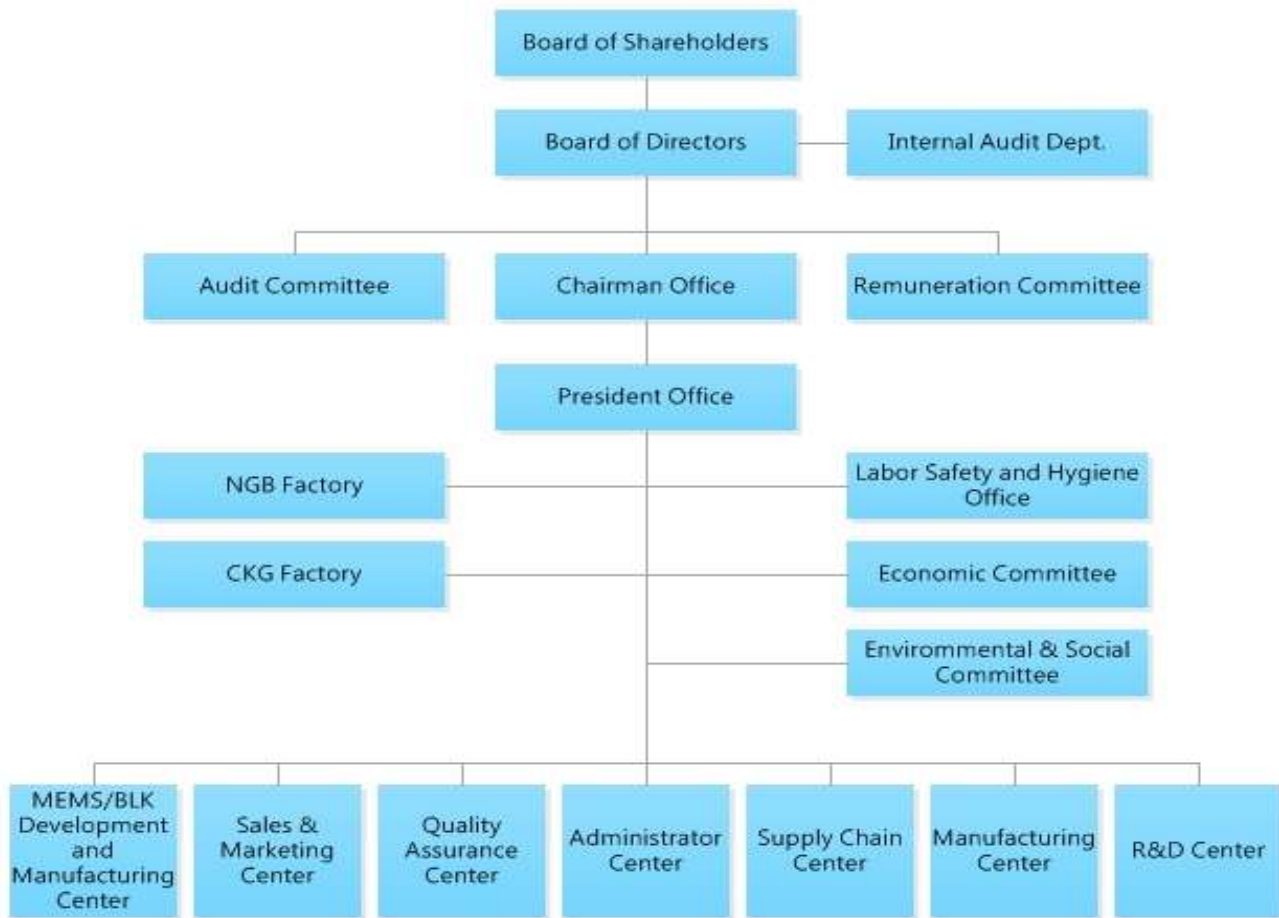 Board of Shareholders
Board of Directors
Internal Audit Dept.
Audit Committee
Chairman Office
Remuneration Committee
President Office
NGB Factory
Labor Safety and Hygiene
Office
CKG Factory
Economic Committee
Envirommental & Social
Committee
MEMS/BLK
Development
and
Manufacturing
Center
Sales &
Marketing
Center
Quality
Assurance
Center
Administrator
Center
Supply Chain
Center
Manufacturing
Center
R&D Center